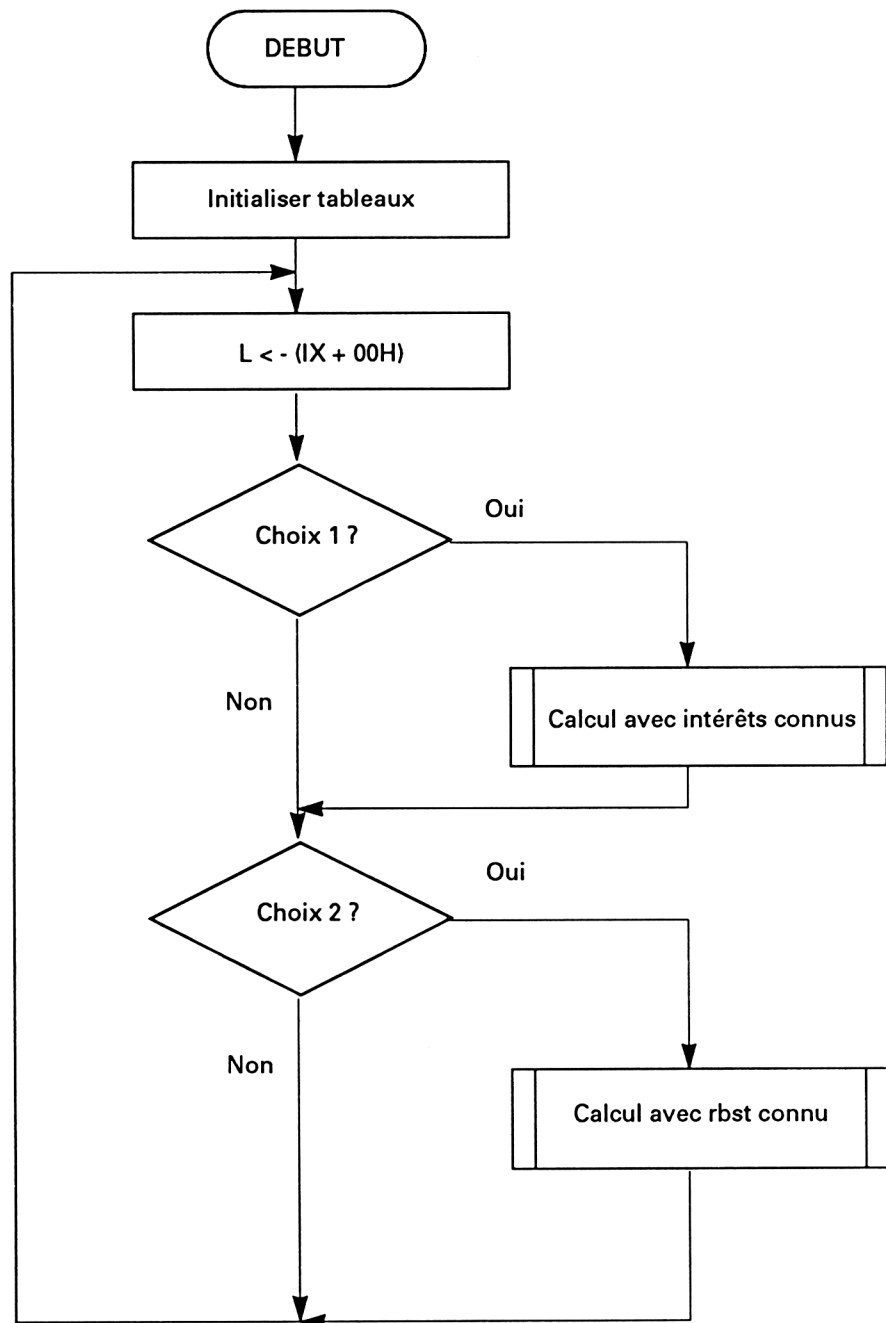 DEBUT
Initialiser tableaux
L < - (IX + 00H)
Choix 1 ?
Oui
Non
Calcul avec intérêts connus
Choix 2 ?
Oui
Non
Calcul avec rbst connu